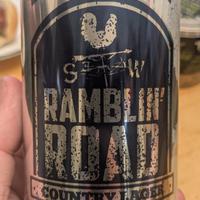 S W
RAMBLIN'
ROAD
COUNTRY LAGER